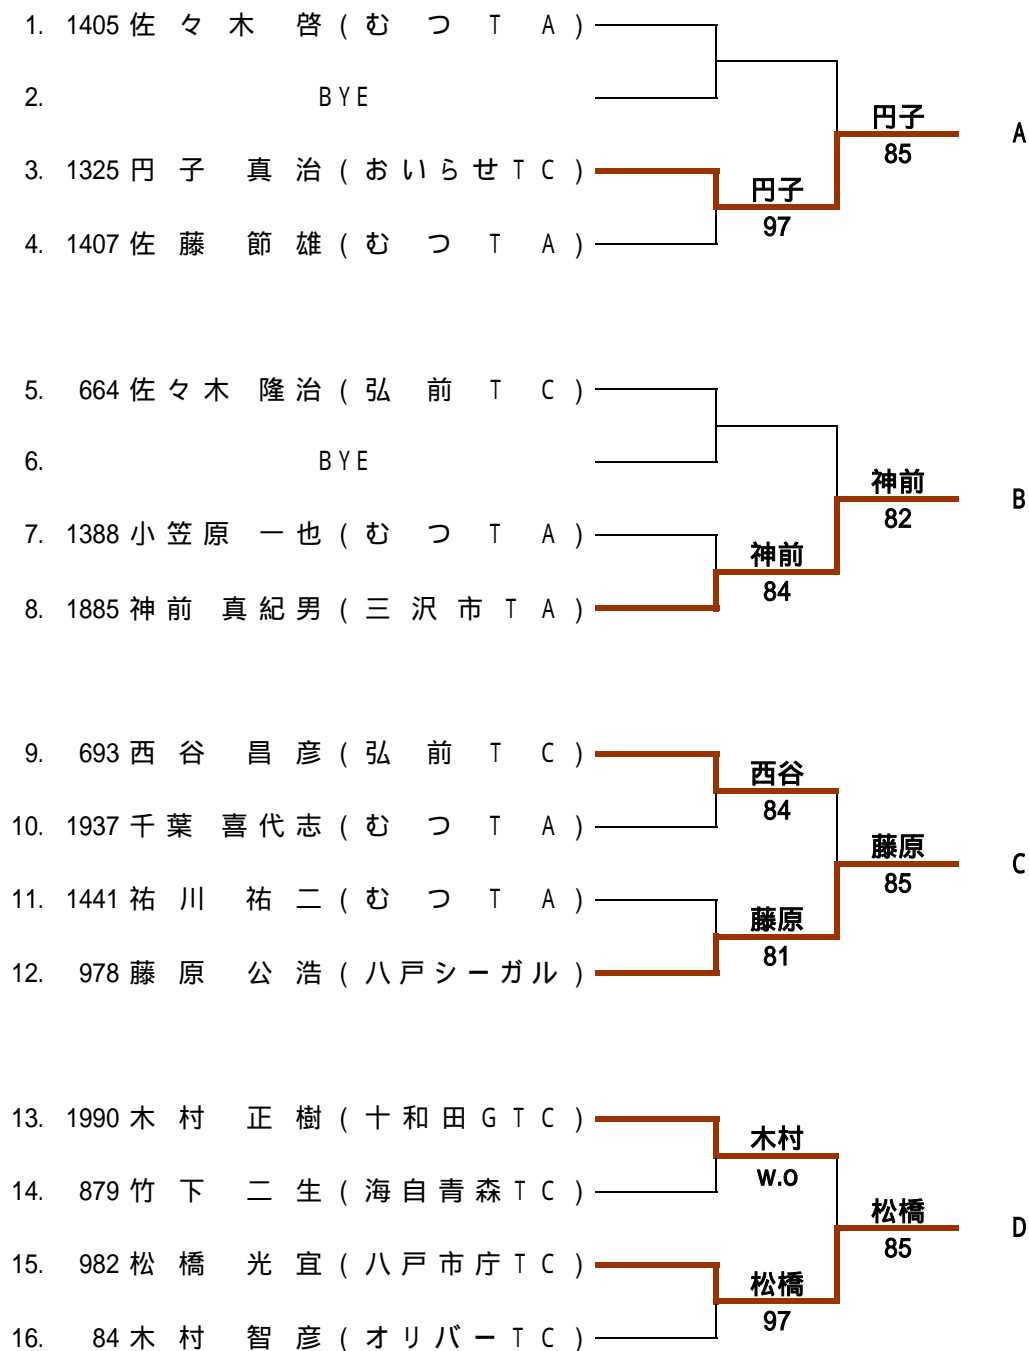 1. 1405 佐々木 啓 ( むつTA )
2. BYE
円子
85
A
3. 1325 円子 真治 ( おいらせTC )
円子
97
4. 1407 佐藤 節雄 ( むつTA )
5. 664 佐々木 隆治 ( 弘前TC )
6. BYE
神前
82
B
7. 1388 小笠原 一也 ( むつTA )
神前
84
8. 1885 神前 真紀男 ( 三沢市TA )
9. 693 西谷 昌彦 ( 弘前TC )
西谷
84
10. 1937 千葉 喜代志 ( むつTA )
藤原
85
C
11. 1441 祐川 祐二 ( むつTA )
藤原
81
12. 978 藤原 公浩 ( 八戸シーガル )
13. 1990 木村 正樹 ( 十和田GTC )
木村
w.o
14. 879 竹下 二生 ( 海自青森TC )
松橋
85
D
15. 982 松橋 光宜 ( 八戸市庁TC )
松橋
97
16. 84 木村 智彦 ( オリバーTC )